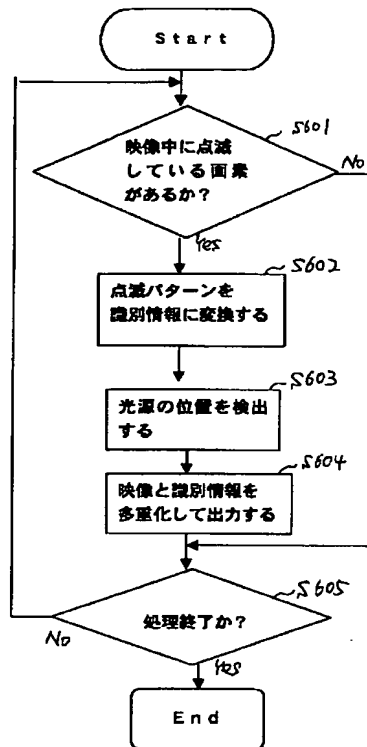 Start
S601
映像中に点滅
している画素
があるか?
No
Yes
S602
点滅パターンを
識別情報に変換する
S603
光源の位置を検出
する
S604
映像と識別情報を
多重化して出力する
S605
処理終了か?
No
Yes
End